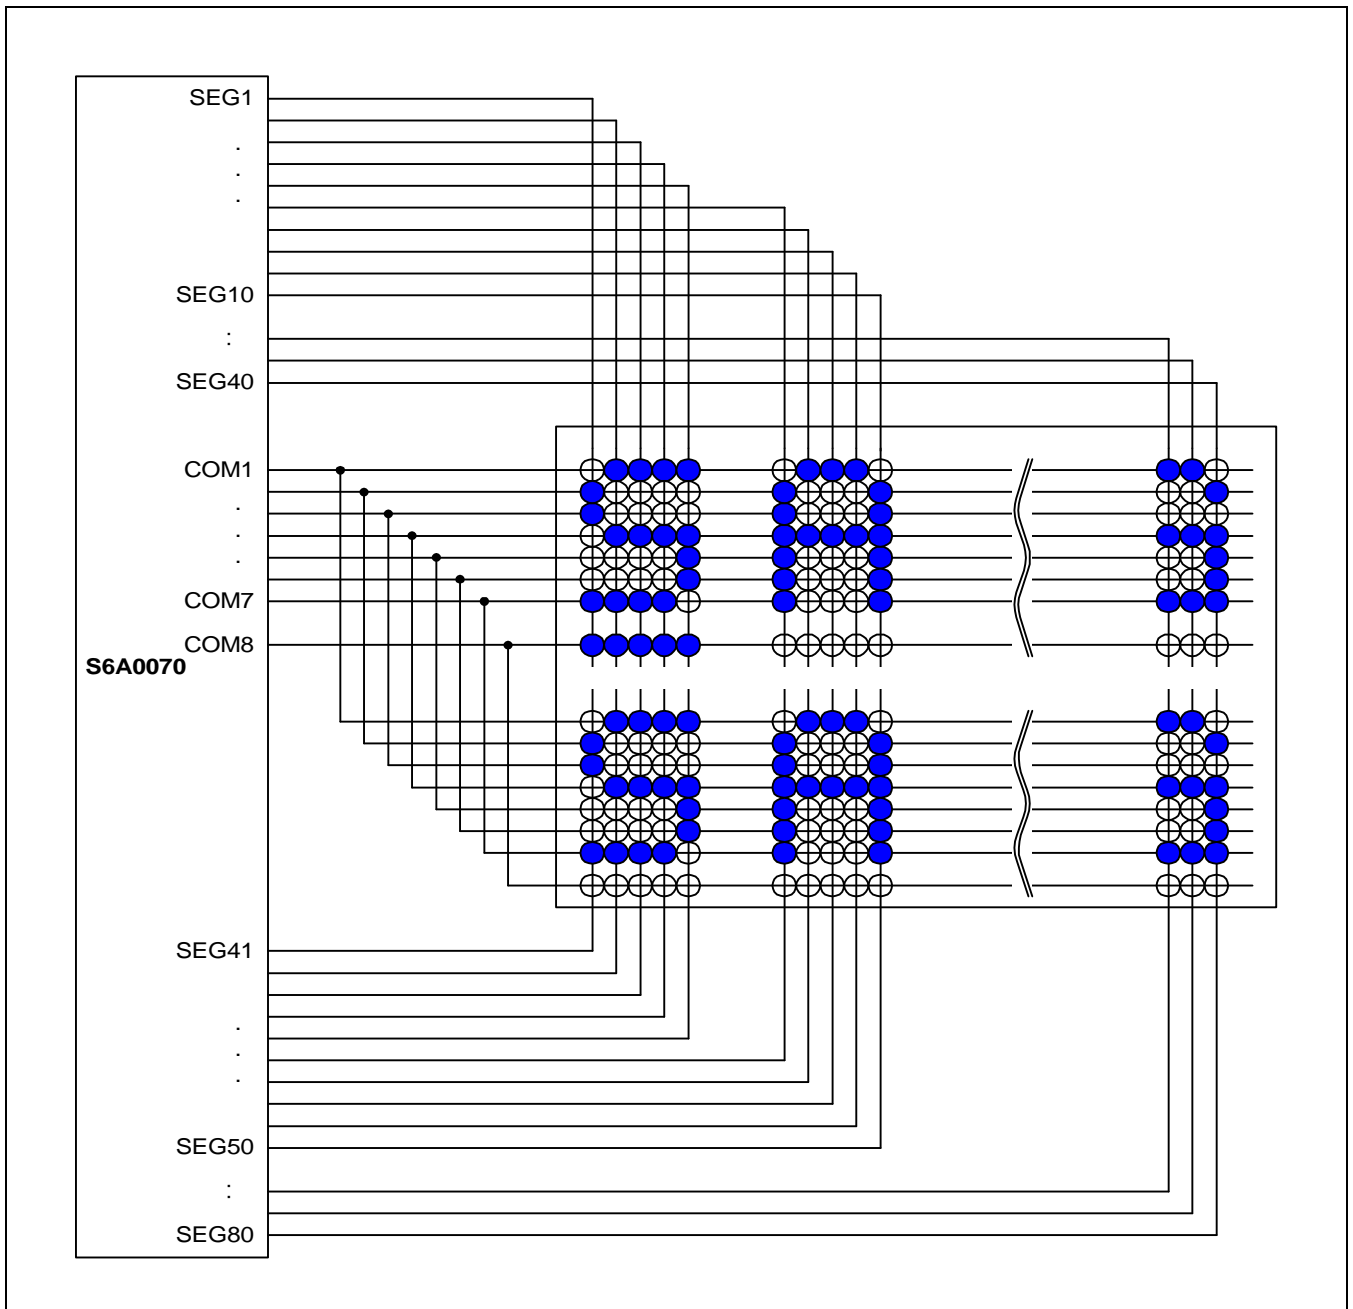 SEG1
.
.
.
SEG10
:
SEG40
COM1
.
.
.
COM7
COM8
S6A0070
SEG41
.
.
.
SEG50
:
SEG80